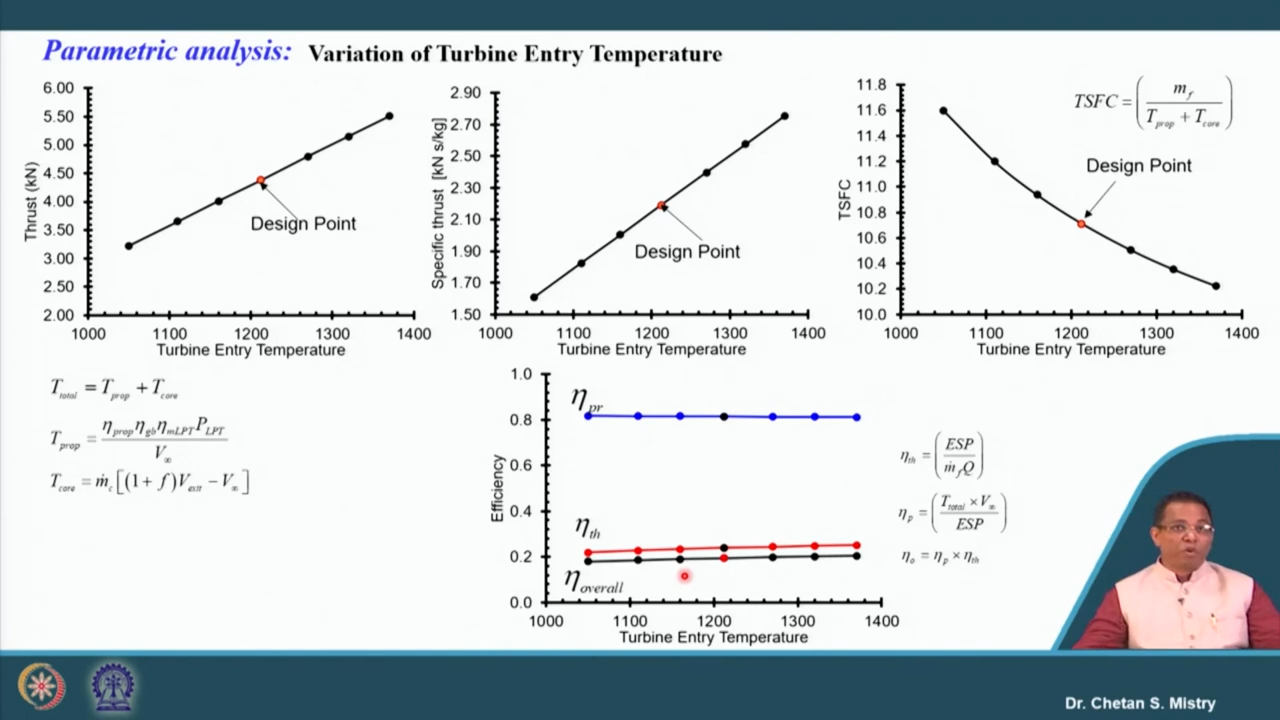 Parametric analysis: Variation of Turbine Entry Temperature
6.00
5.50
5.00
4.50
4.00
3.50
3.00
2.50
2.00
Thrust (kN)
Design Point
1000 1100 1200 1300 1400
Turbine Entry Temperature
2.90
2.70
2.50
2.30
2.10
1.90
1.70
1.50
Specific thrust [kN s/kg]
Design Point
1000 1100 1200 1300 1400
Turbine Entry Temperature
11.8
11.6
11.4
11.2
11.0
10.8
10.6
10.4
10.2
10.0
TSFC
TSFC = ( m_f / (T_prop + T_core) )
Design Point
1000 1100 1200 1300 1400
Turbine Entry Temperature
T_total = T_prop + T_core
T_prop = η_prop η_gb η_mLPT P_LPT / V_∞
T_core = ṁ_c [(1 + f)V_exit − V_∞]
1.0
0.8
0.6
0.4
0.2
0.0
Efficiency
η_pr
η_th
η_overall
1000 1100 1200 1300 1400
Turbine Entry Temperature
η_th = ( ESP / ṁ_f Q )
η_p = ( T_total × V_∞ / ESP )
η_o = η_p × η_th
Dr. Chetan S. Mistry